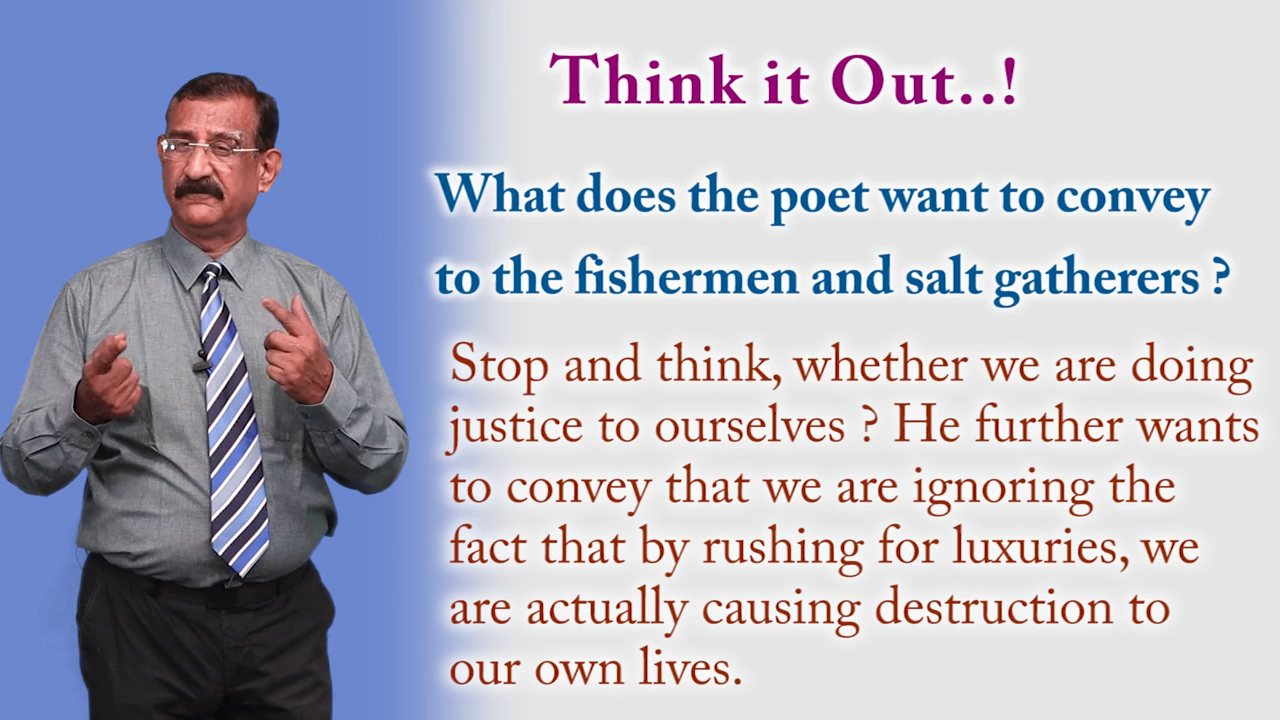 Think it Out..!
What does the poet want to convey
to the fishermen and salt gatherers ?
Stop and think, whether we are doing
justice to ourselves ? He further wants
to convey that we are ignoring the
fact that by rushing for luxuries, we
are actually causing destruction to
our own lives.